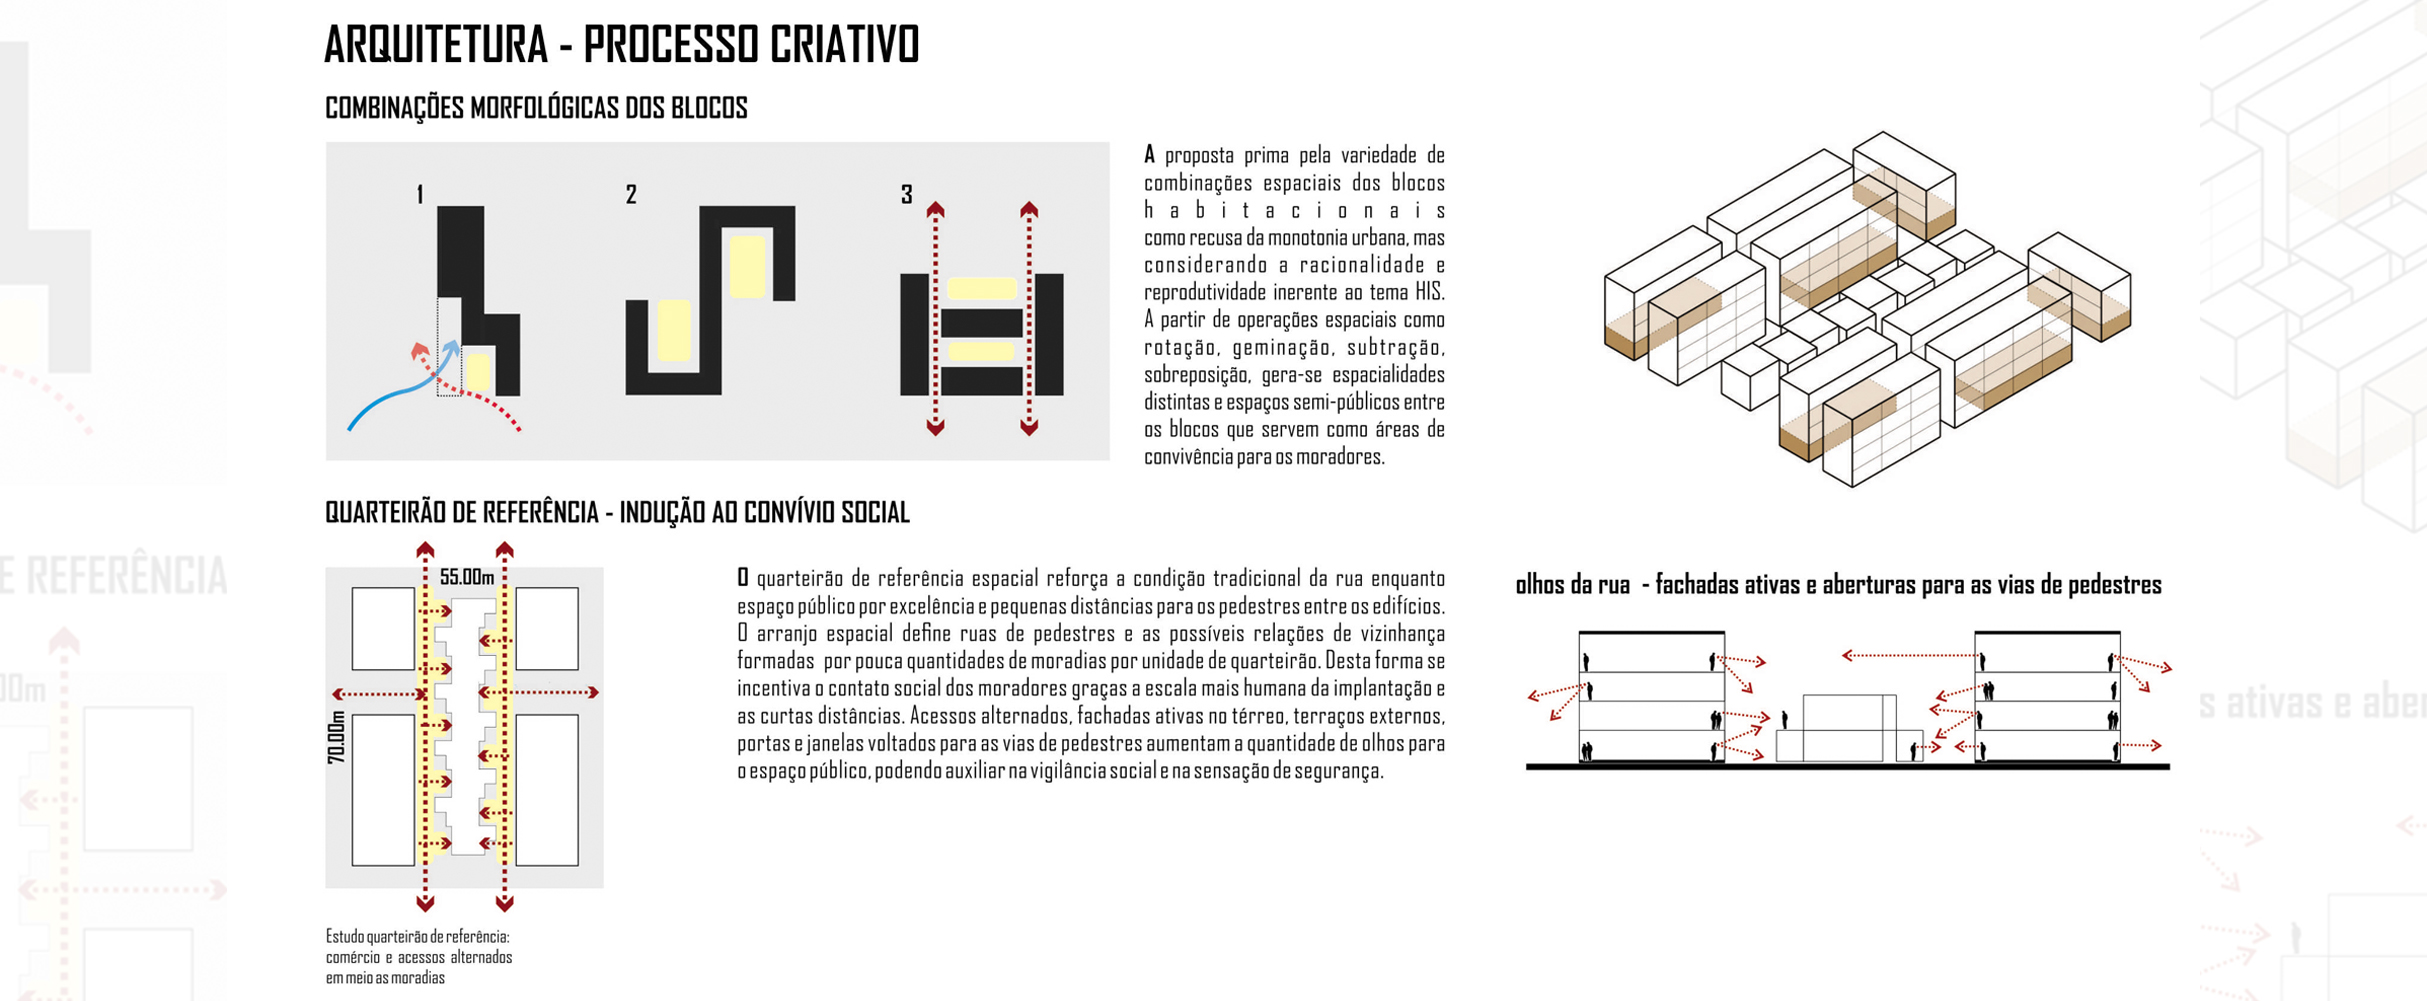 ARQUITETURA - PROCESSO CRIATIVO
COMBINAÇÕES MORFOLÓGICAS DOS BLOCOS
1
2
3
A proposta prima pela variedade de
combinações espaciais dos blocos
habitacionais
como recusa da monotonia urbana, mas
considerando a racionalidade e
reprodutividade inerente ao tema HIS.
A partir de operações espaciais como
rotação, geminação, subtração,
sobreposição, gera-se espacialidades
distintas e espaços semi-públicos entre
os blocos que servem como áreas de
convivência para os moradores.
QUARTEIRÃO DE REFERÊNCIA - INDUÇÃO AO CONVÍVIO SOCIAL
55.00m
70.00m
Estudo quarteirão de referência:
comércio e acessos alternados
em meio as moradias
O quarteirão de referência espacial reforça a condição tradicional da rua enquanto
espaço público por excelência e pequenas distâncias para os pedestres entre os edifícios.
O arranjo espacial define ruas de pedestres e as possíveis relações de vizinhança
formadas por pouca quantidades de moradias por unidade de quarteirão. Desta forma se
incentiva o contato social dos moradores graças a escala mais humana da implantação e
as curtas distâncias. Acessos alternados, fachadas ativas no térreo, terraços externos,
portas e janelas voltados para as vias de pedestres aumentam a quantidade de olhos para
o espaço público, podendo auxiliar na vigilância social e na sensação de segurança.
olhos da rua - fachadas ativas e aberturas para as vias de pedestres
E REFERÊNCIA
00m
s ativas e aber